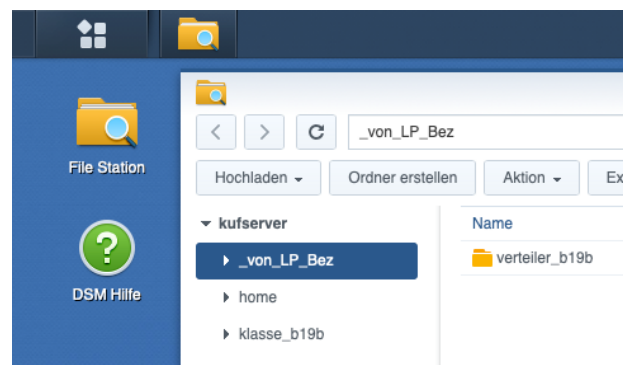 _von_LP_Bez
File Station
Hochladen
Ordner erstellen
Aktion
Ex
kufserver
Name
_von_LP_Bez
verteiler_b19b
DSM Hilfe
home
klasse_b19b